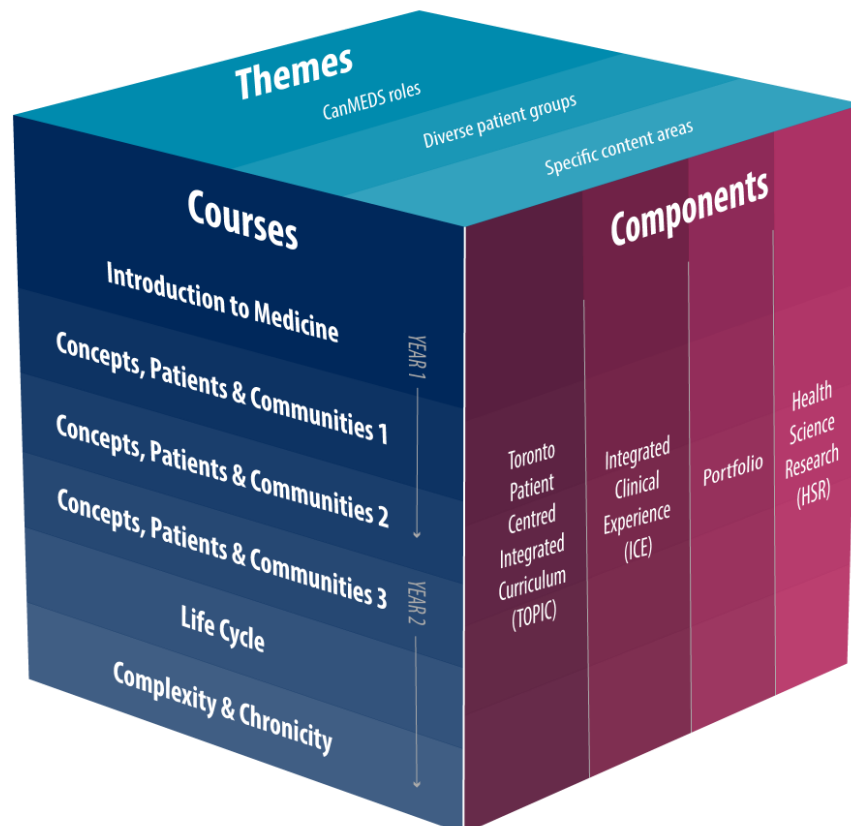 Themes
CanMEDS roles
Diverse patient groups
Specific content areas
Courses
Introduction to Medicine
Concepts, Patients & Communities 1
Concepts, Patients & Communities 2
Concepts, Patients & Communities 3
Life Cycle
Complexity & Chronicity
YEAR 1
YEAR 2
Components
Toronto
Patient
Centred
Integrated
Curriculum
(TOPIC)
Integrated
Clinical
Experience
(ICE)
Portfolio
Health
Science
Research
(HSR)